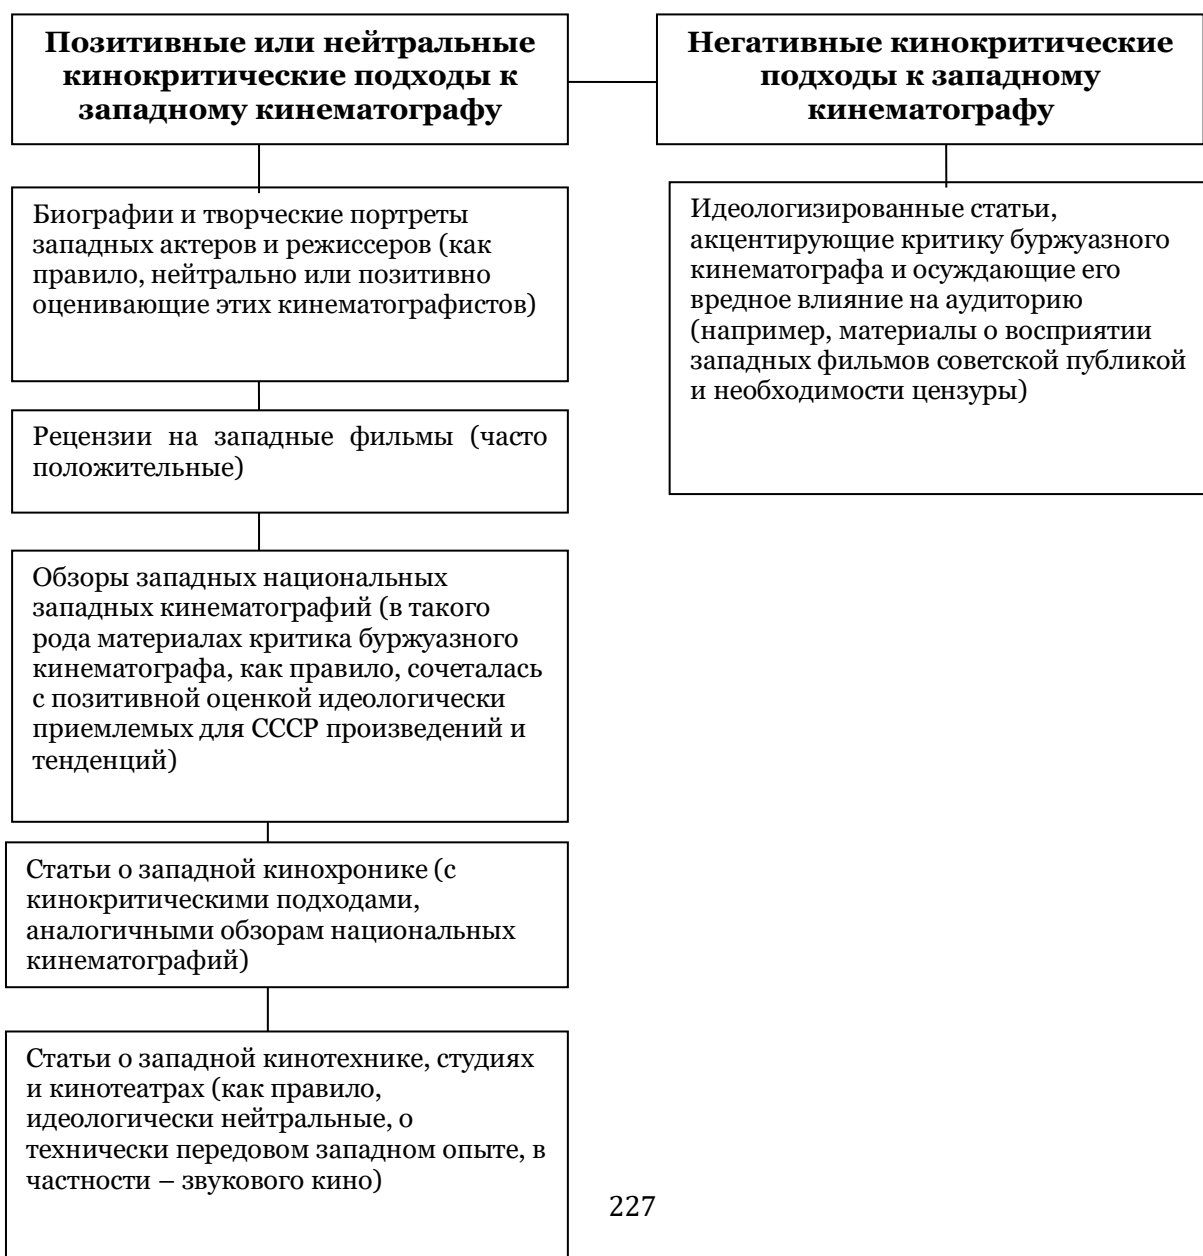 Позитивные или нейтральные
кинокритические подходы к
западному кинематографу
Негативные кинокритические
подходы к западному
кинематографу
Биографии и творческие портреты
западных актеров и режиссеров (как
правило, нейтрально или позитивно
оценивающие этих кинематографистов)
Идеологизированные статьи,
акцентирующие критику буржуазного
кинематографа и осуждающие его
вредное влияние на аудиторию
(например, материалы о восприятии
западных фильмов советской публикой
и необходимости цензуры)
Рецензии на западные фильмы (часто
положительные)
Обзоры западных национальных
западных кинематографий (в такого
рода материалах критика буржуазного
кинематографа, как правило, сочеталась
с позитивной оценкой идеологически
приемлемых для СССР произведений и
тенденций)
Статьи о западной кинохронике (с
кинокритическими подходами,
аналогичными обзорам национальных
кинематографий)
Статьи о западной кинотехнике, студиях
и кинотеатрах (как правило,
идеологически нейтральные, о
технически передовом западном опыте, в
частности – звукового кино)
227